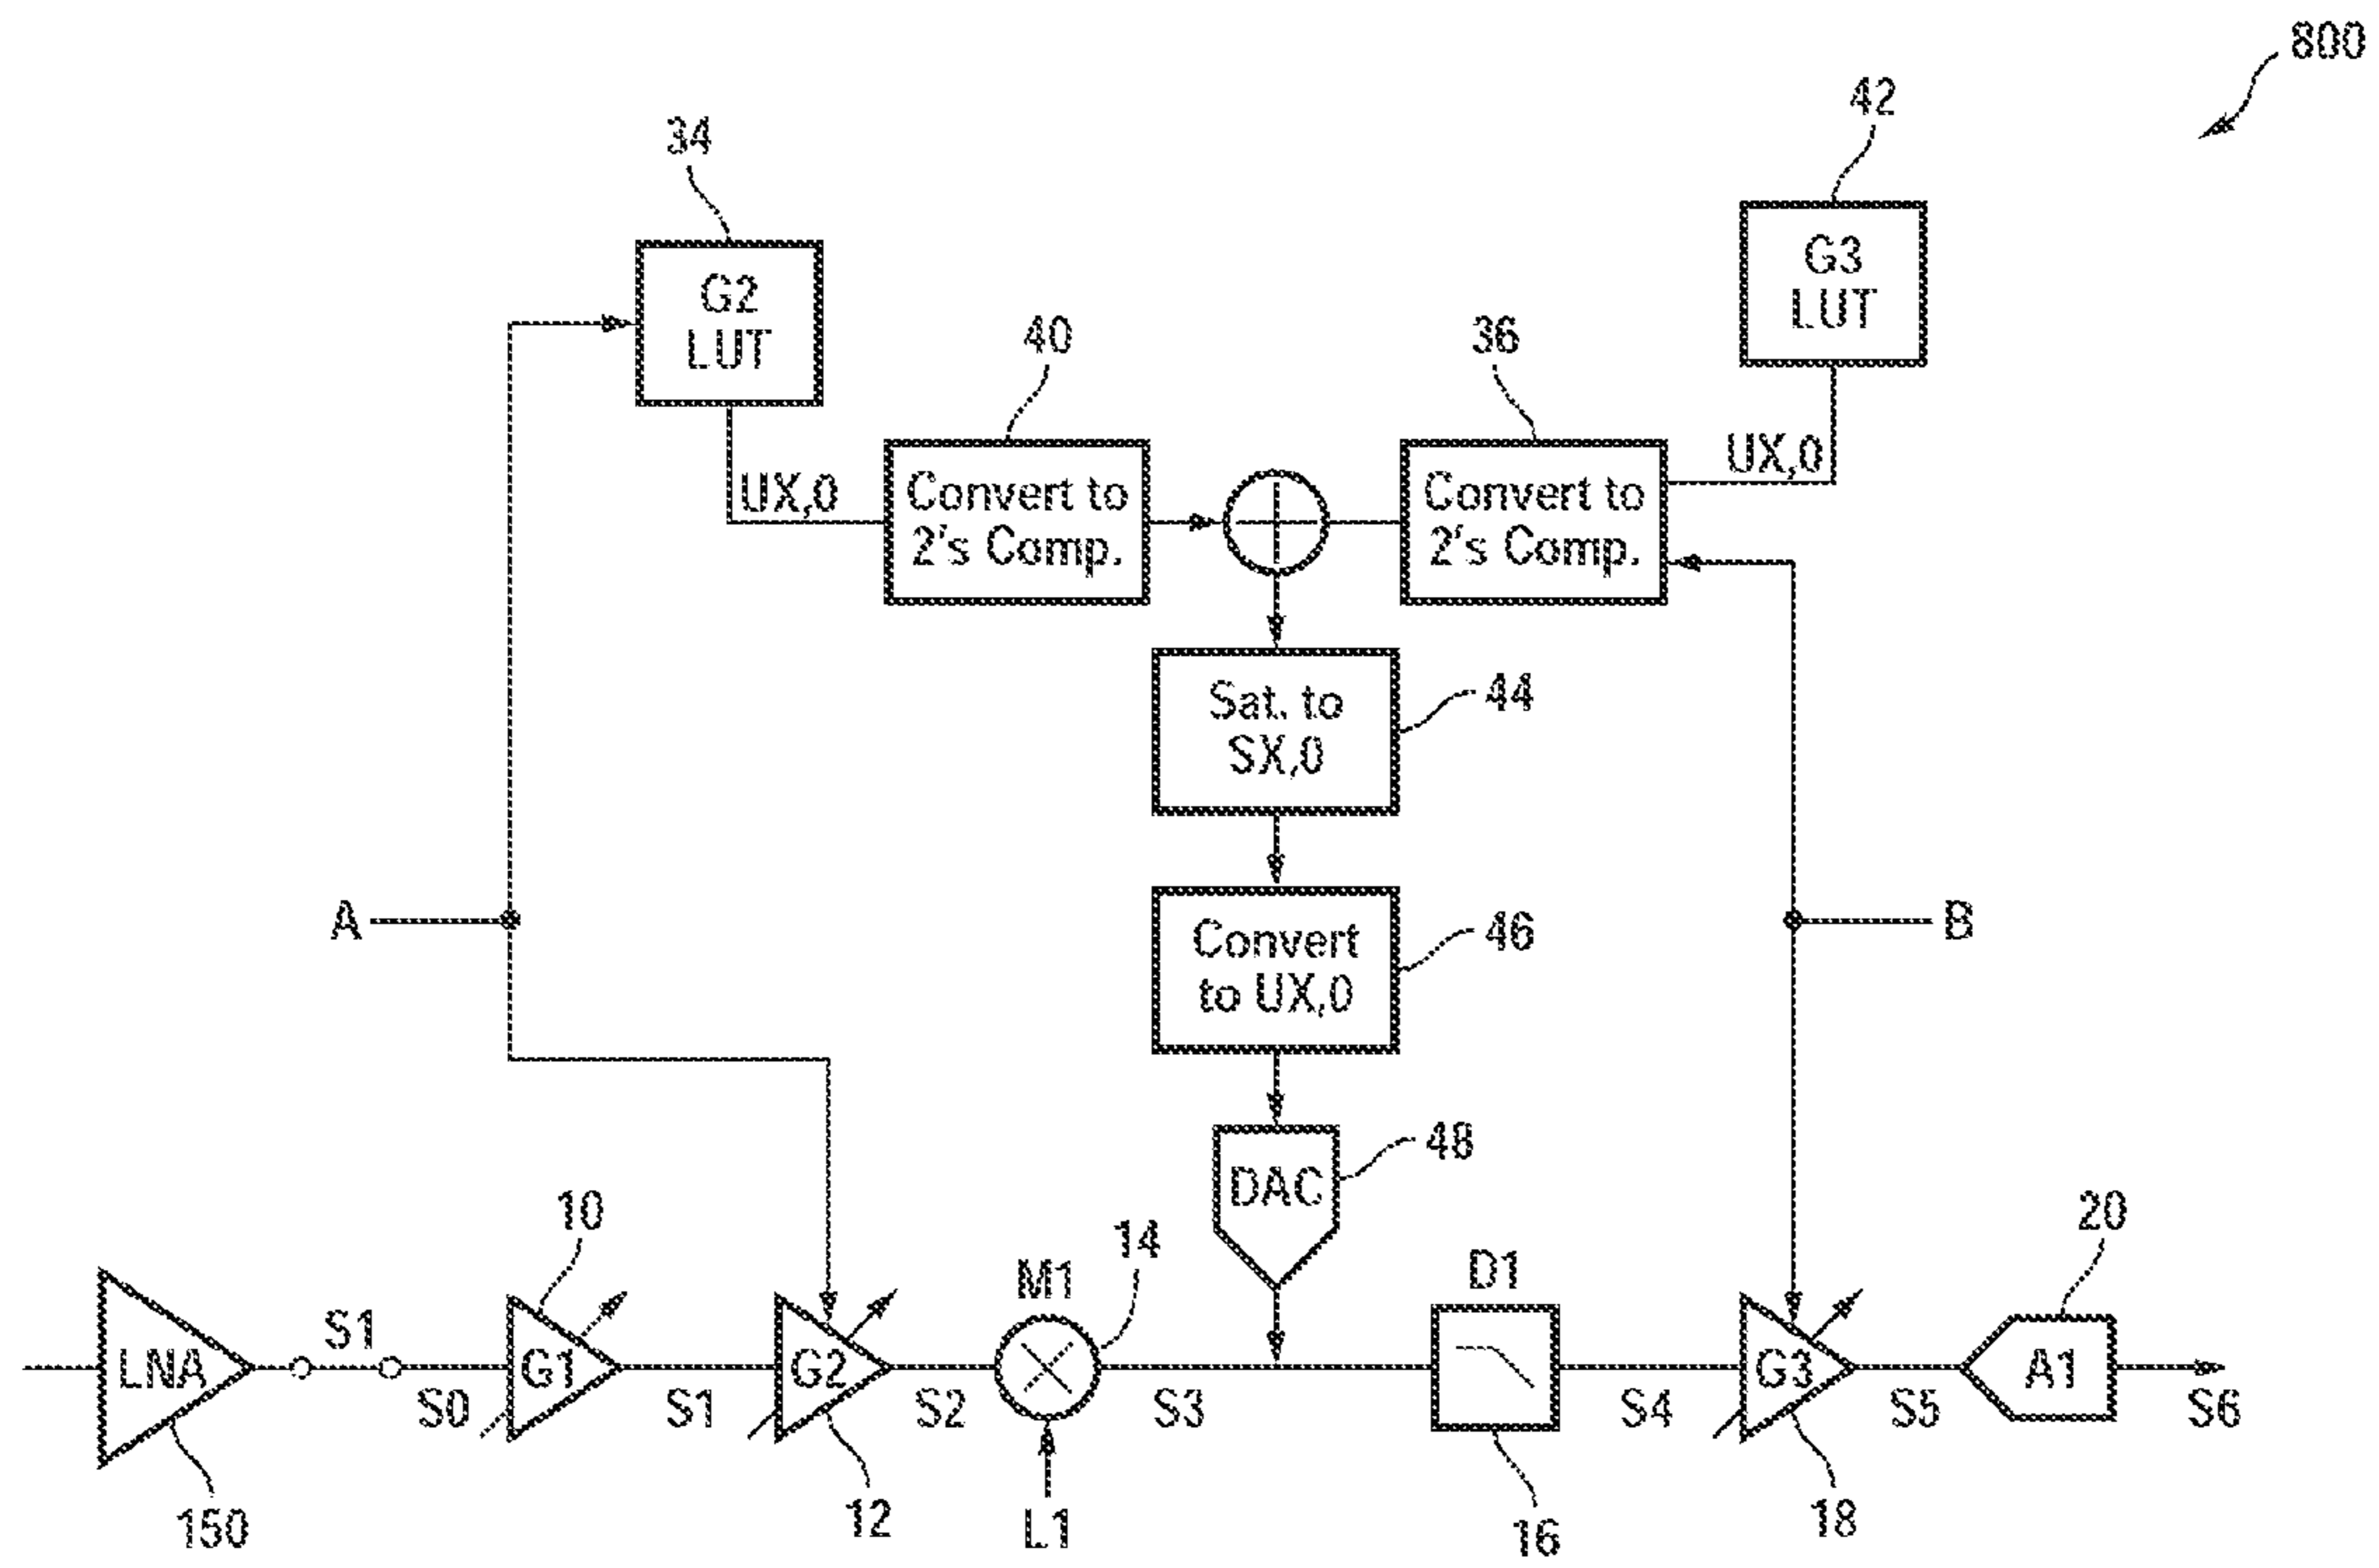 800
42
34
G3
LUT
G2
LUT
40
36
UX,0
UX,0
Convert to
2's Comp.
Convert to
2's Comp.
Sat. to
SX,0
44
A
Convert
to UX,0
46
B
DAC
48
10
14
20
M1
D1
S1
LNA
G1
G2
G3
A1
S0
S1
S2
S3
S4
S5
S6
150
12
L1
16
18